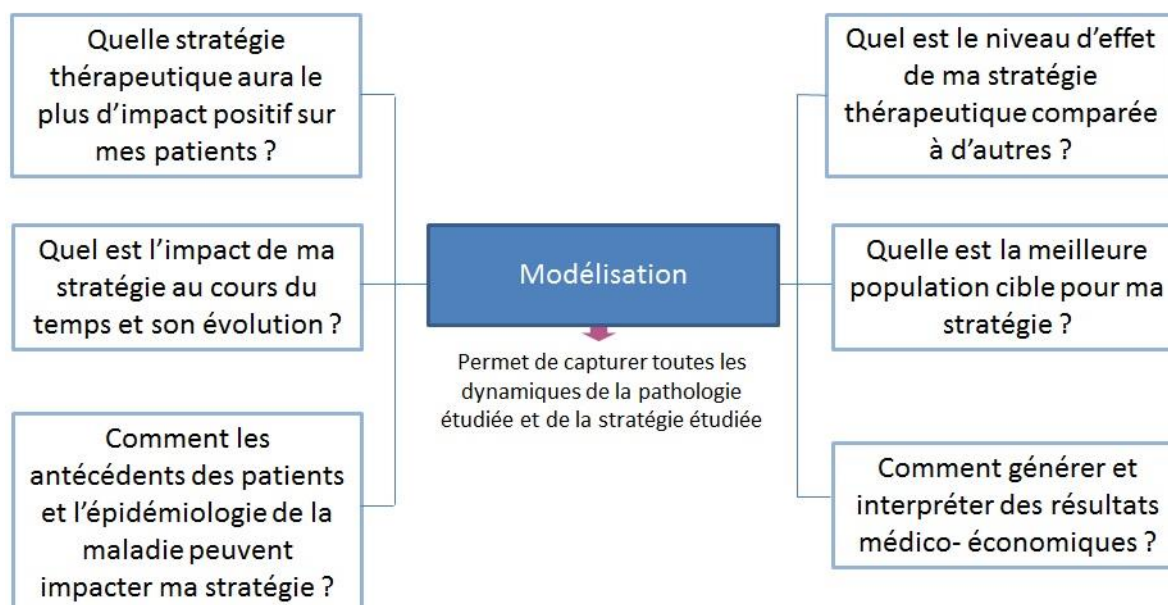 Quelle stratégie
thérapeutique aura le
plus d'impact positif sur
mes patients ?
Quel est l'impact de ma
stratégie au cours du
temps et son évolution ?
Comment les
antécédents des patients
et l'épidémiologie de la
maladie peuvent
impacter ma stratégie ?
Modélisation
Permet de capturer toutes les
dynamiques de la pathologie
étudiée et de la stratégie étudiée
Quel est le niveau d'effet
de ma stratégie
thérapeutique comparée
à d'autres ?
Quelle est la meilleure
population cible pour ma
stratégie ?
Comment générer et
interpréter des résultats
médico- économiques ?